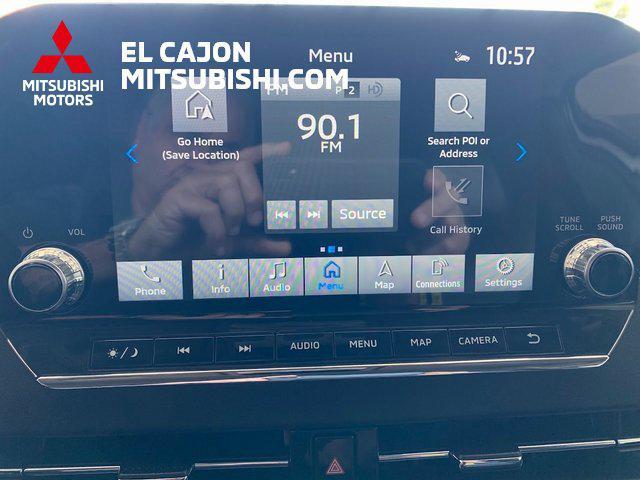 MITSUBISHI
MOTORS
EL CAJON
MITSUBISHI.COM
Menu
10:57
Go Home
(Save Location)
FM
HD
90.1
FM
Source
Search POI or
Address
Call History
VOL
TUNE
SCROLL
PUSH
SOUND
Phone
Info
Audio
Menu
Map
Connections
Settings
AUDIO
MENU
MAP
CAMERA